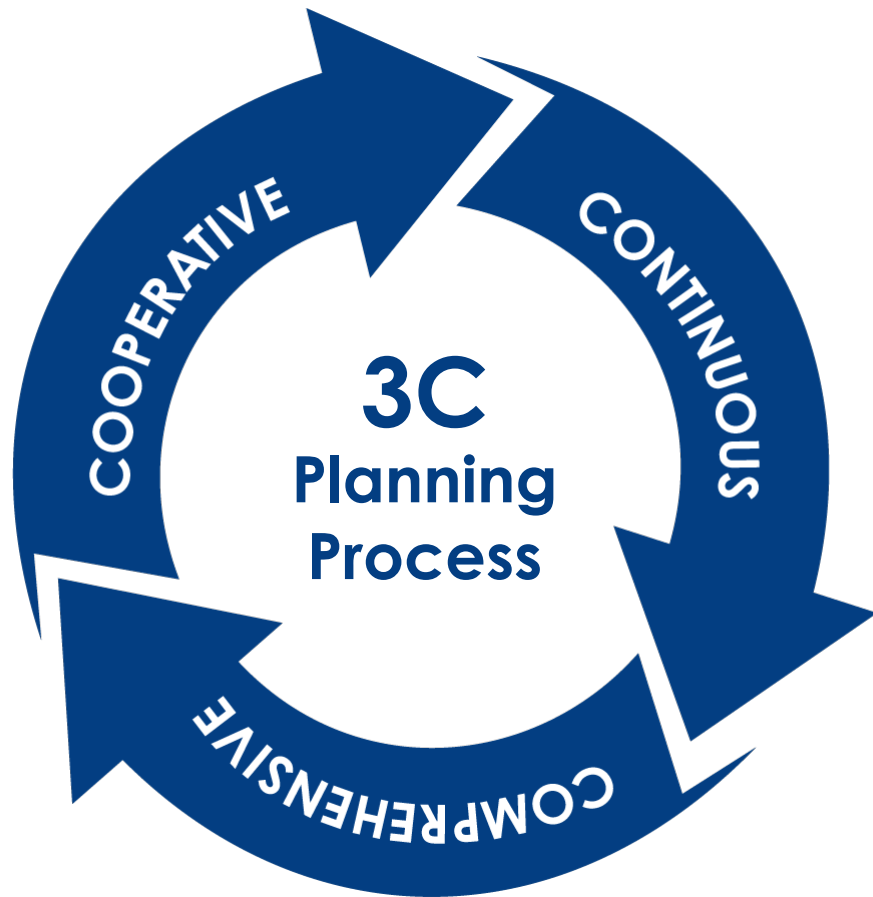 COOPERATIVE
CONTINUOUS
COMPREHENSIVE
3C
Planning
Process